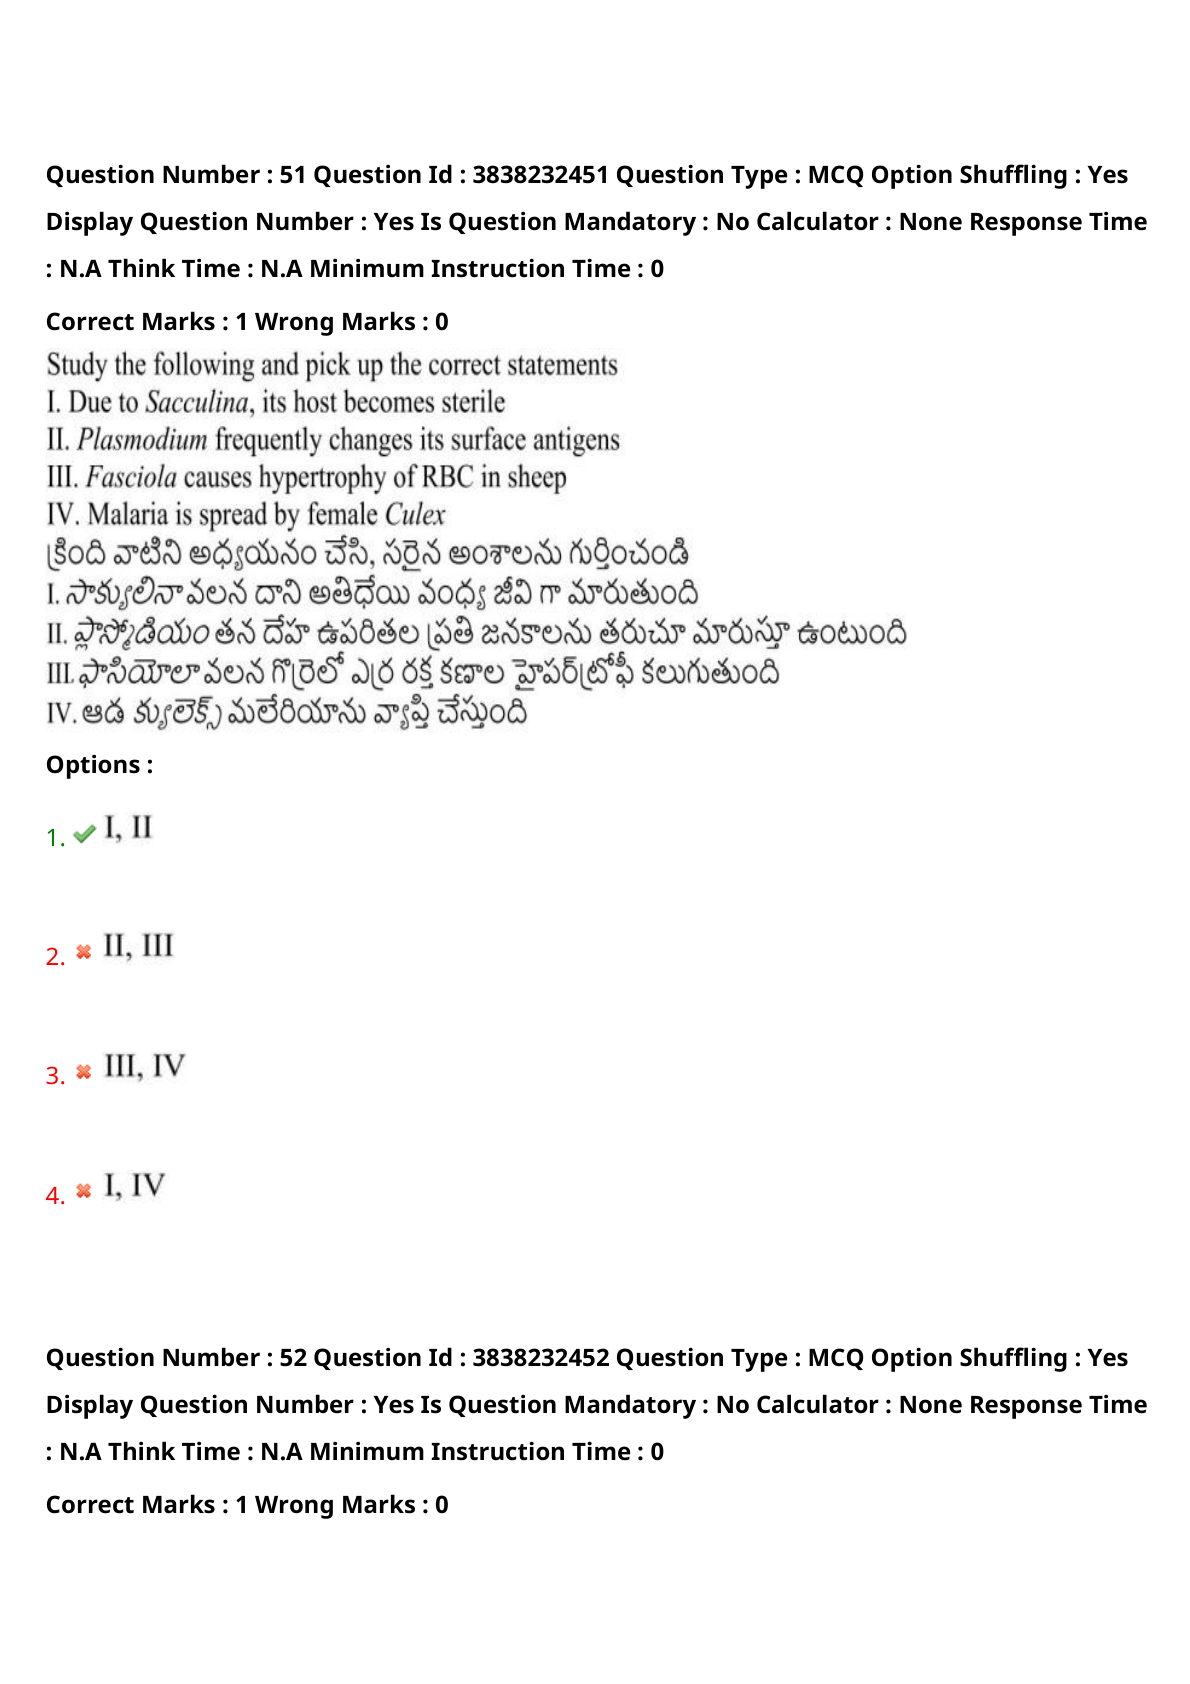 Question Number : 51 Question Id : 3838232451 Question Type : MCQ Option Shuffling : Yes
Display Question Number : Yes Is Question Mandatory : No Calculator : None Response Time
: N.A Think Time : N.A Minimum Instruction Time : 0
Correct Marks : 1 Wrong Marks : 0
Study the following and pick up the correct statements
I. Due to Sacculina, its host becomes sterile
II. Plasmodium frequently changes its surface antigens
III. Fasciola causes hypertrophy of RBC in sheep
IV. Malaria is spread by female Culex
క్రింది వాటిని అధ్యయనం చేసి, సరైన అంశాలను గుర్తించండి
I. సాక్యులినా వలన దాని అతిధేయి వంధ్య జీవి గా మారుతుంది
II. ప్లాస్మోడియం తన దేహ ఉపరితల ప్రతి జనకాలను తరుచూ మారుస్తూ ఉంటుంది
III. ఫాసియోలా వలన గొర్రెలో ఎర్ర రక్త కణాల హైపర్‌ట్రోఫీ కలుగుతుంది
IV. ఆడ క్యులెక్స్ మలేరియాను వ్యాప్తి చేస్తుంది
Options :
1. I, II
2. II, III
3. III, IV
4. I, IV
Question Number : 52 Question Id : 3838232452 Question Type : MCQ Option Shuffling : Yes
Display Question Number : Yes Is Question Mandatory : No Calculator : None Response Time
: N.A Think Time : N.A Minimum Instruction Time : 0
Correct Marks : 1 Wrong Marks : 0